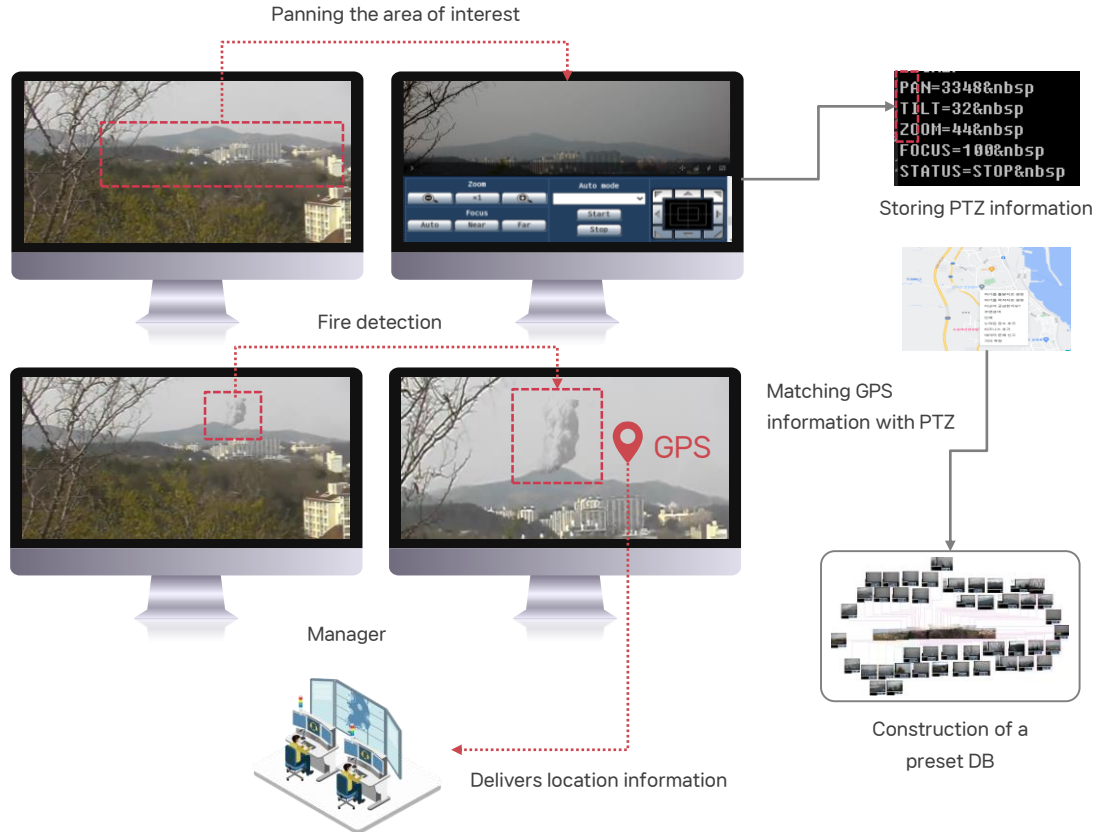 Panning the area of interest
PAN=3348&nbsp
TILT=32&nbsp
ZOOM=44&nbsp
FOCUS=100&nbsp
STATUS=STOP&nbsp
Zoom
×1
Auto mode
Focus
Auto Near Far
Start
Stop
Storing PTZ information
Fire detection
GPS
Matching GPS
information with PTZ
Manager
Delivers location information
Construction of a
preset DB